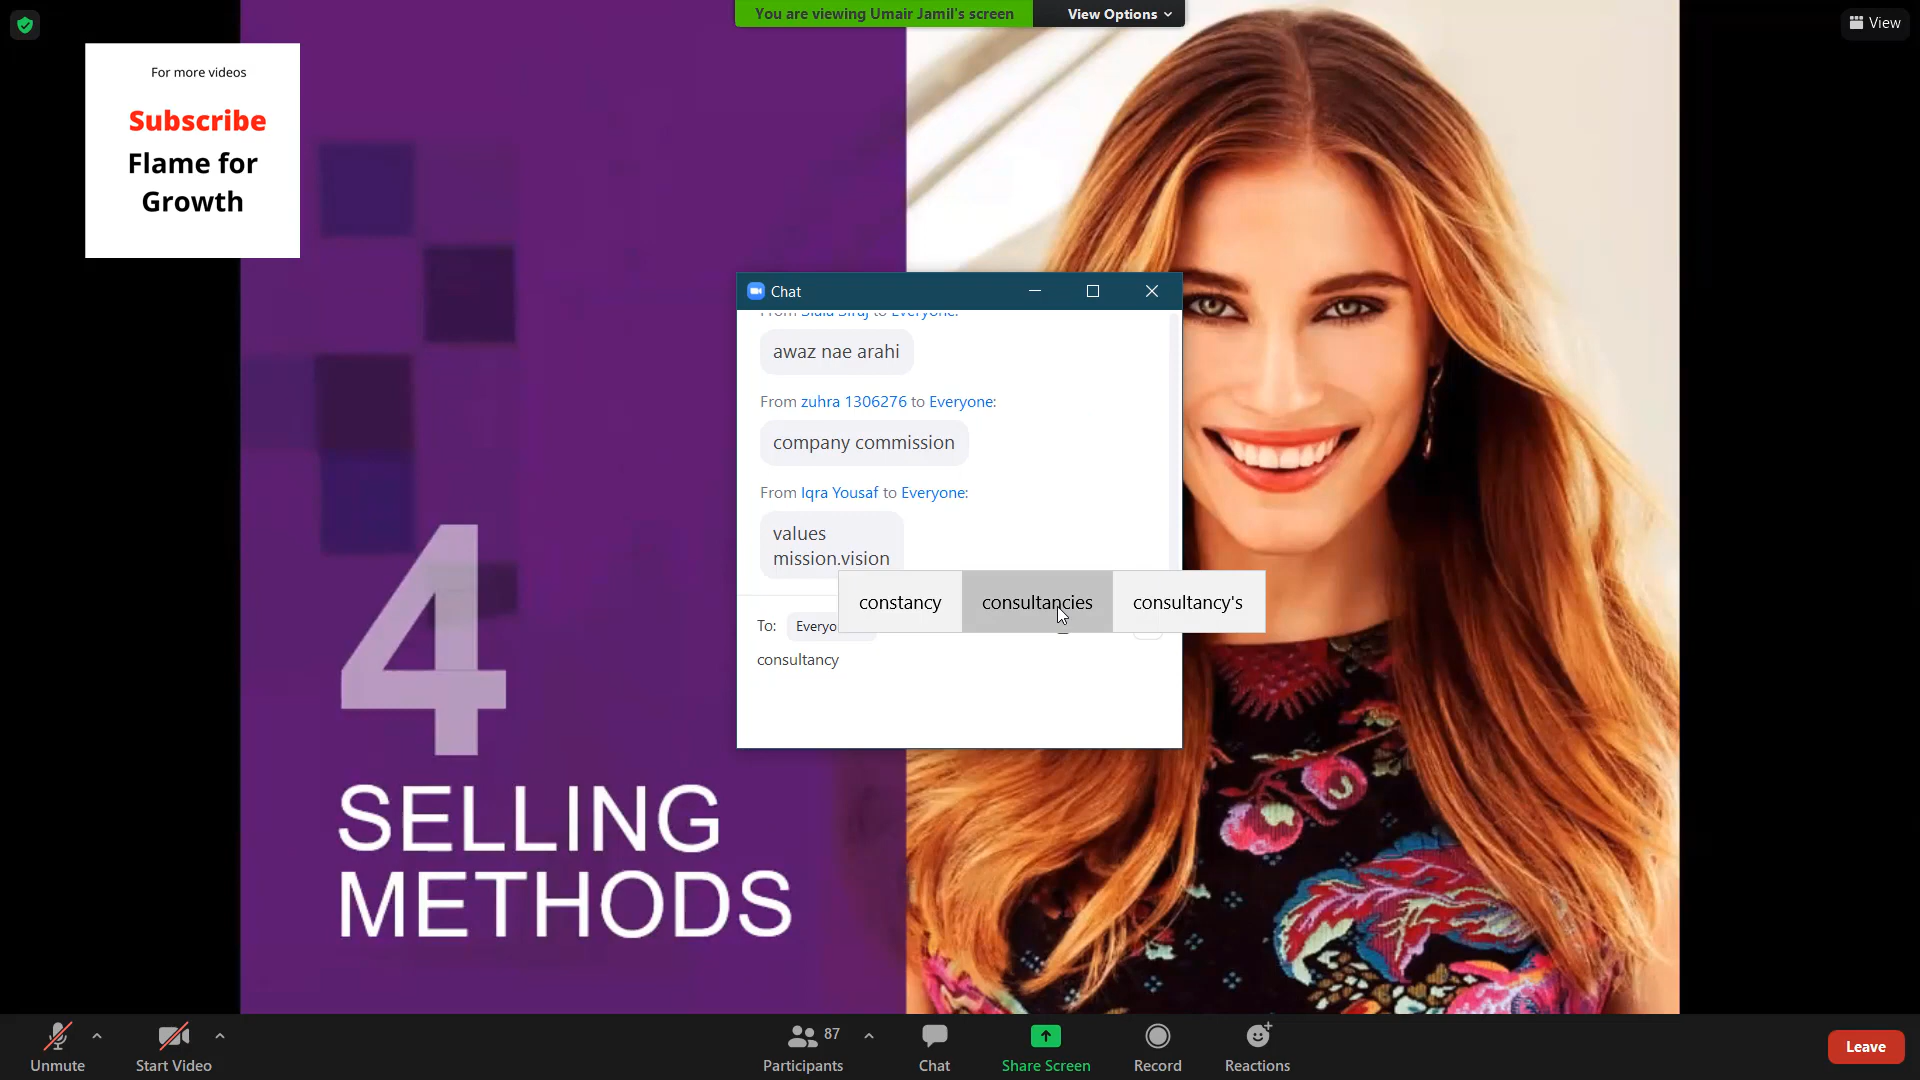 You are viewing Umair Jamil's screen
View Options
View
For more videos
Subscribe
Flame for
Growth
Chat
awaz nae arahi
From zuhra 1306276 to Everyone:
company commission
From Iqra Yousaf to Everyone:
values
mission.vision
constancy
consultancies
consultancy's
To:
consultancy
4
SELLING
METHODS
Unmute
Start Video
87
Participants
Chat
Share Screen
Record
Reactions
Leave